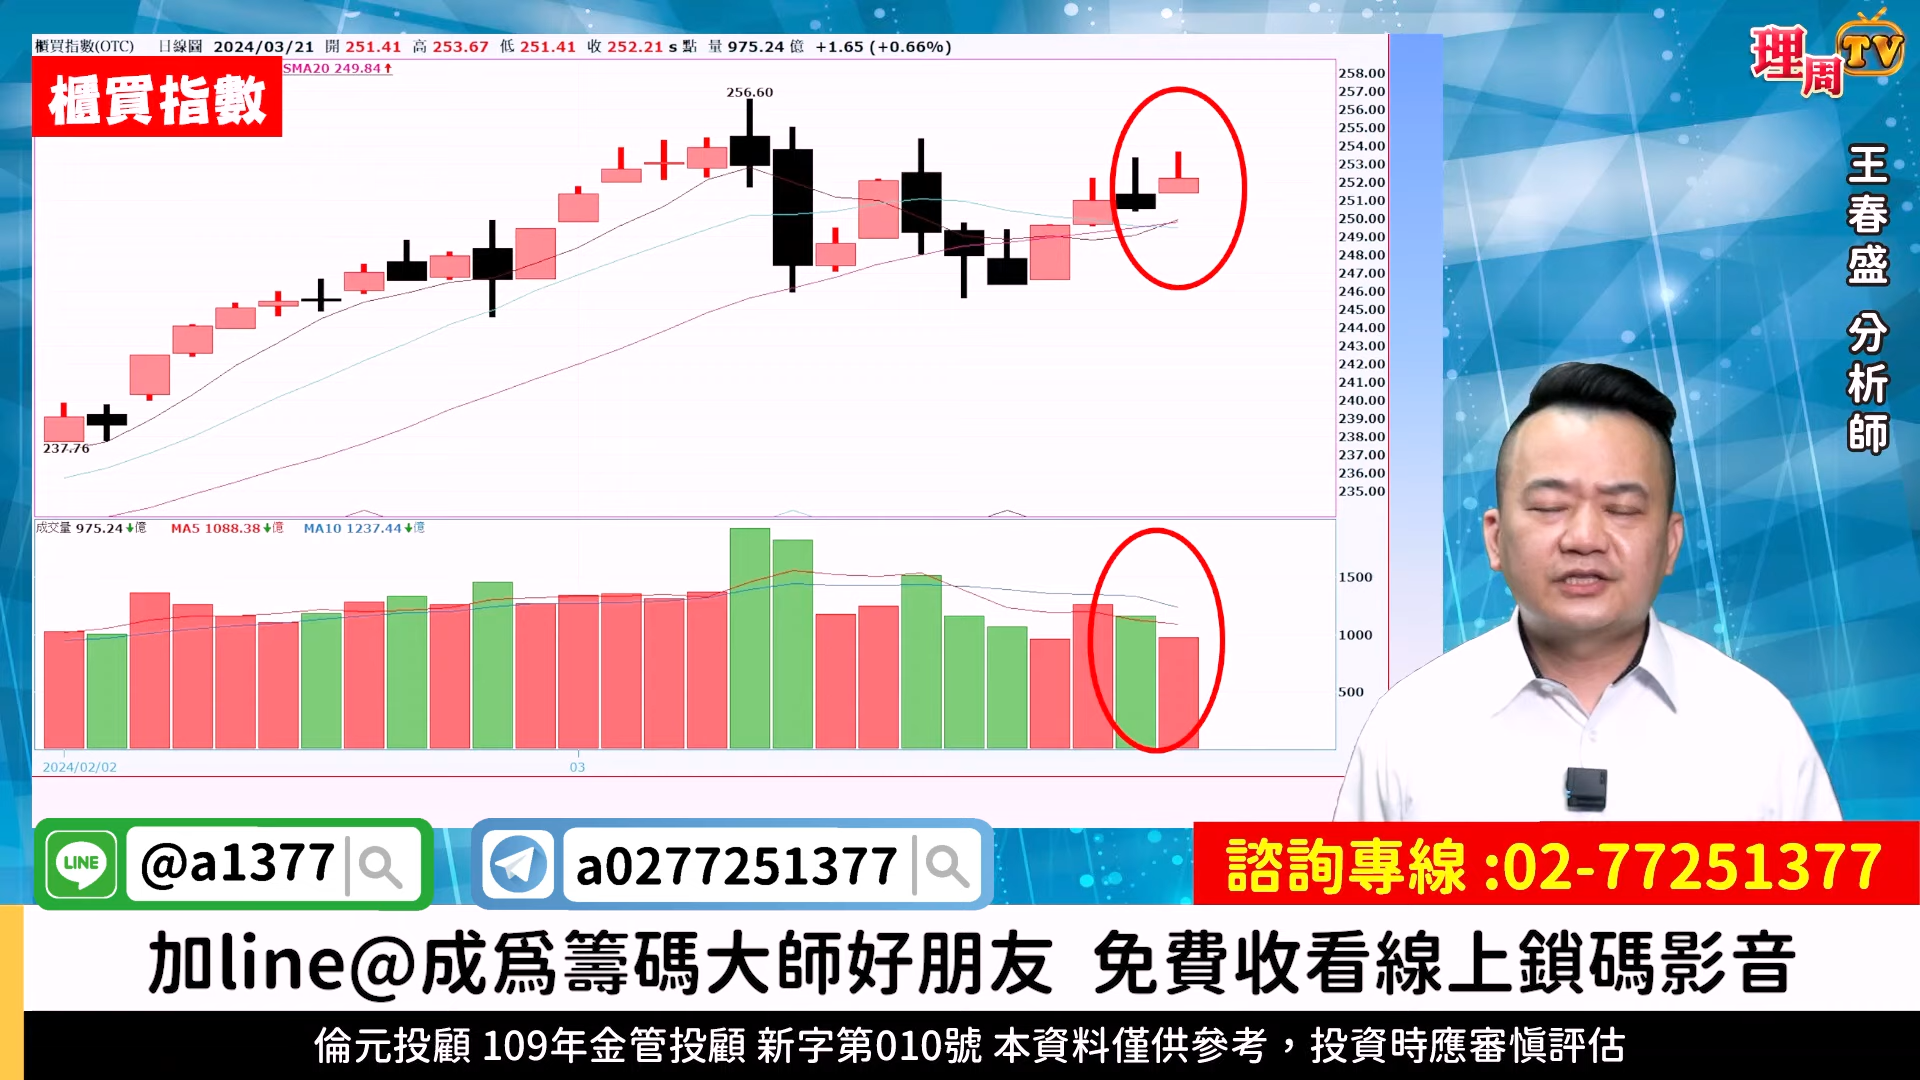 櫃買指數(OTC) 日線圖 2024/03/21 開 251.41 高 253.67 低 251.41 收 252.21 s 點 量 975.24 億 +1.65 (+0.66%)
SMA20 249.84↑
櫃買指數
理周TV
王春盛 分析師
256.60
237.76
258.00
257.00
256.00
255.00
254.00
253.00
252.00
251.00
250.00
249.00
248.00
247.00
246.00
245.00
244.00
243.00
242.00
241.00
240.00
239.00
238.00
237.00
236.00
235.00
成交量 975.24↓億 MA5 1088.38↓億 MA10 1237.44↓億
1500
1000
500
2024/02/02
03
LINE @a1377
a0277251377
諮詢專線:02-77251377
加line@成為籌碼大師好朋友 免費收看線上鎖碼影音
倫元投顧 109年金管投顧 新字第010號 本資料僅供參考，投資時應審慎評估